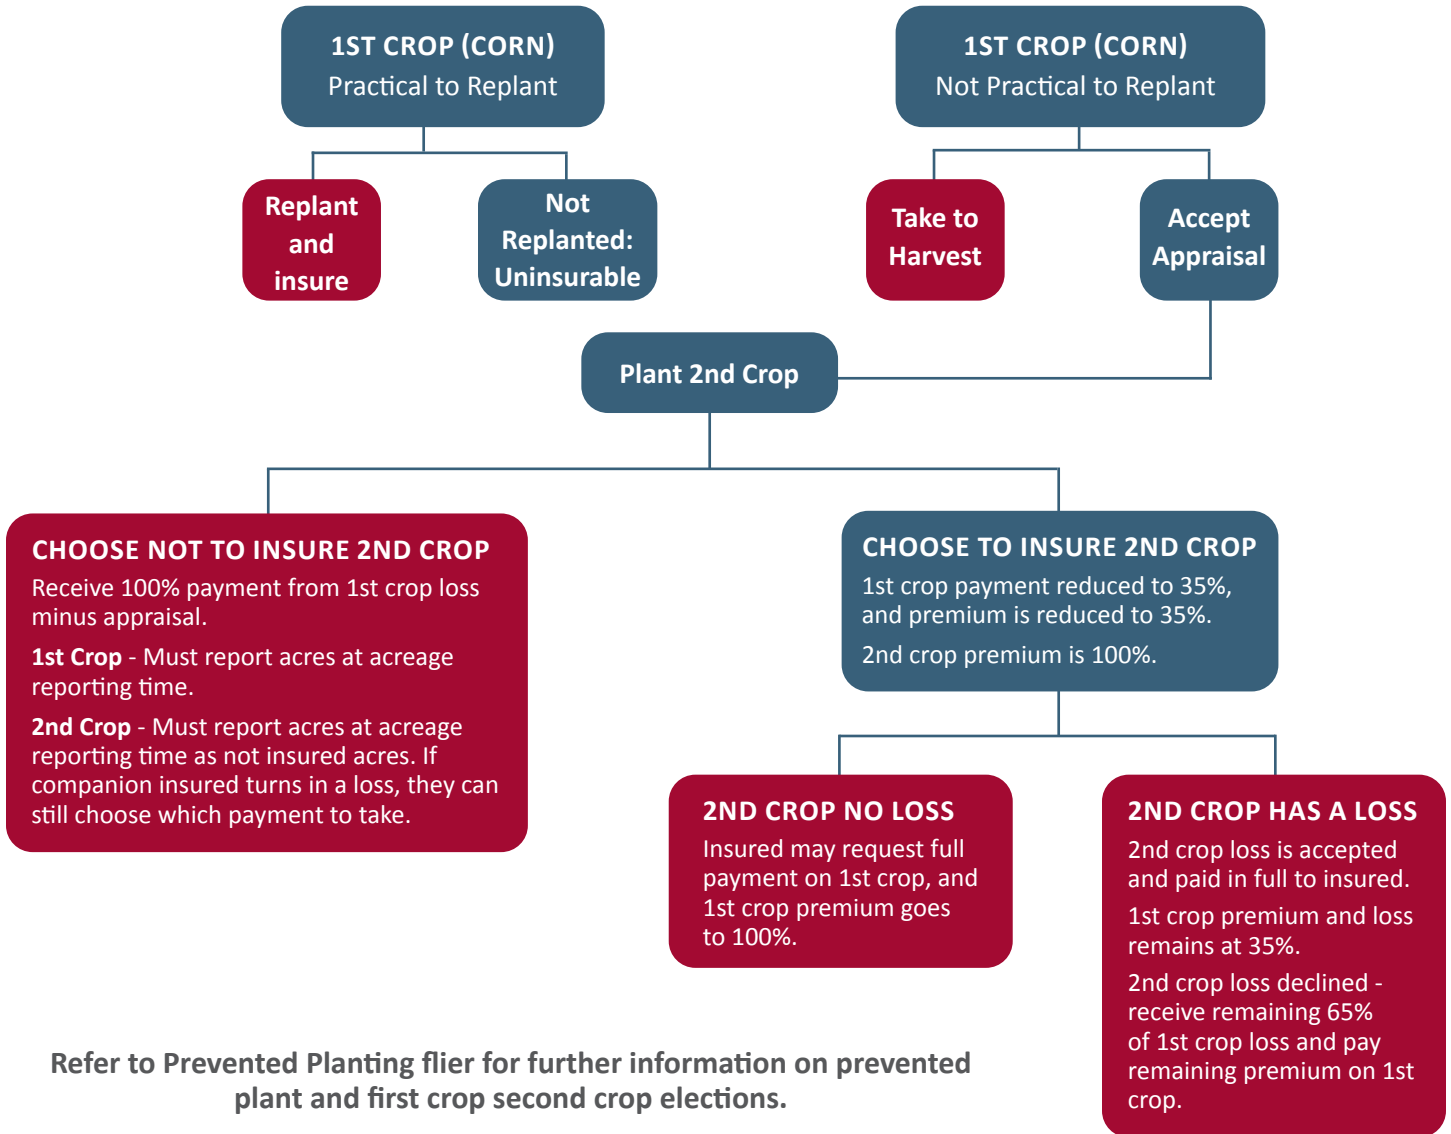 1ST CROP (CORN)
Practical to Replant
1ST CROP (CORN)
Not Practical to Replant
Replant
and
insure
Not
Replanted:
Uninsurable
Take to
Harvest
Accept
Appraisal
Plant 2nd Crop
CHOOSE NOT TO INSURE 2ND CROP
Receive 100% payment from 1st crop loss
minus appraisal.
1st Crop - Must report acres at acreage
reporting time.
2nd Crop - Must report acres at acreage
reporting time as not insured acres. If
companion insured turns in a loss, they can
still choose which payment to take.
CHOOSE TO INSURE 2ND CROP
1st crop payment reduced to 35%,
and premium is reduced to 35%.
2nd crop premium is 100%.
2ND CROP NO LOSS
Insured may request full
payment on 1st crop, and
1st crop premium goes
to 100%.
2ND CROP HAS A LOSS
2nd crop loss is accepted
and paid in full to insured.
1st crop premium and loss
remains at 35%.
2nd crop loss declined -
receive remaining 65%
of 1st crop loss and pay
remaining premium on 1st
crop.
Refer to Prevented Planting flier for further information on prevented
plant and first crop second crop elections.